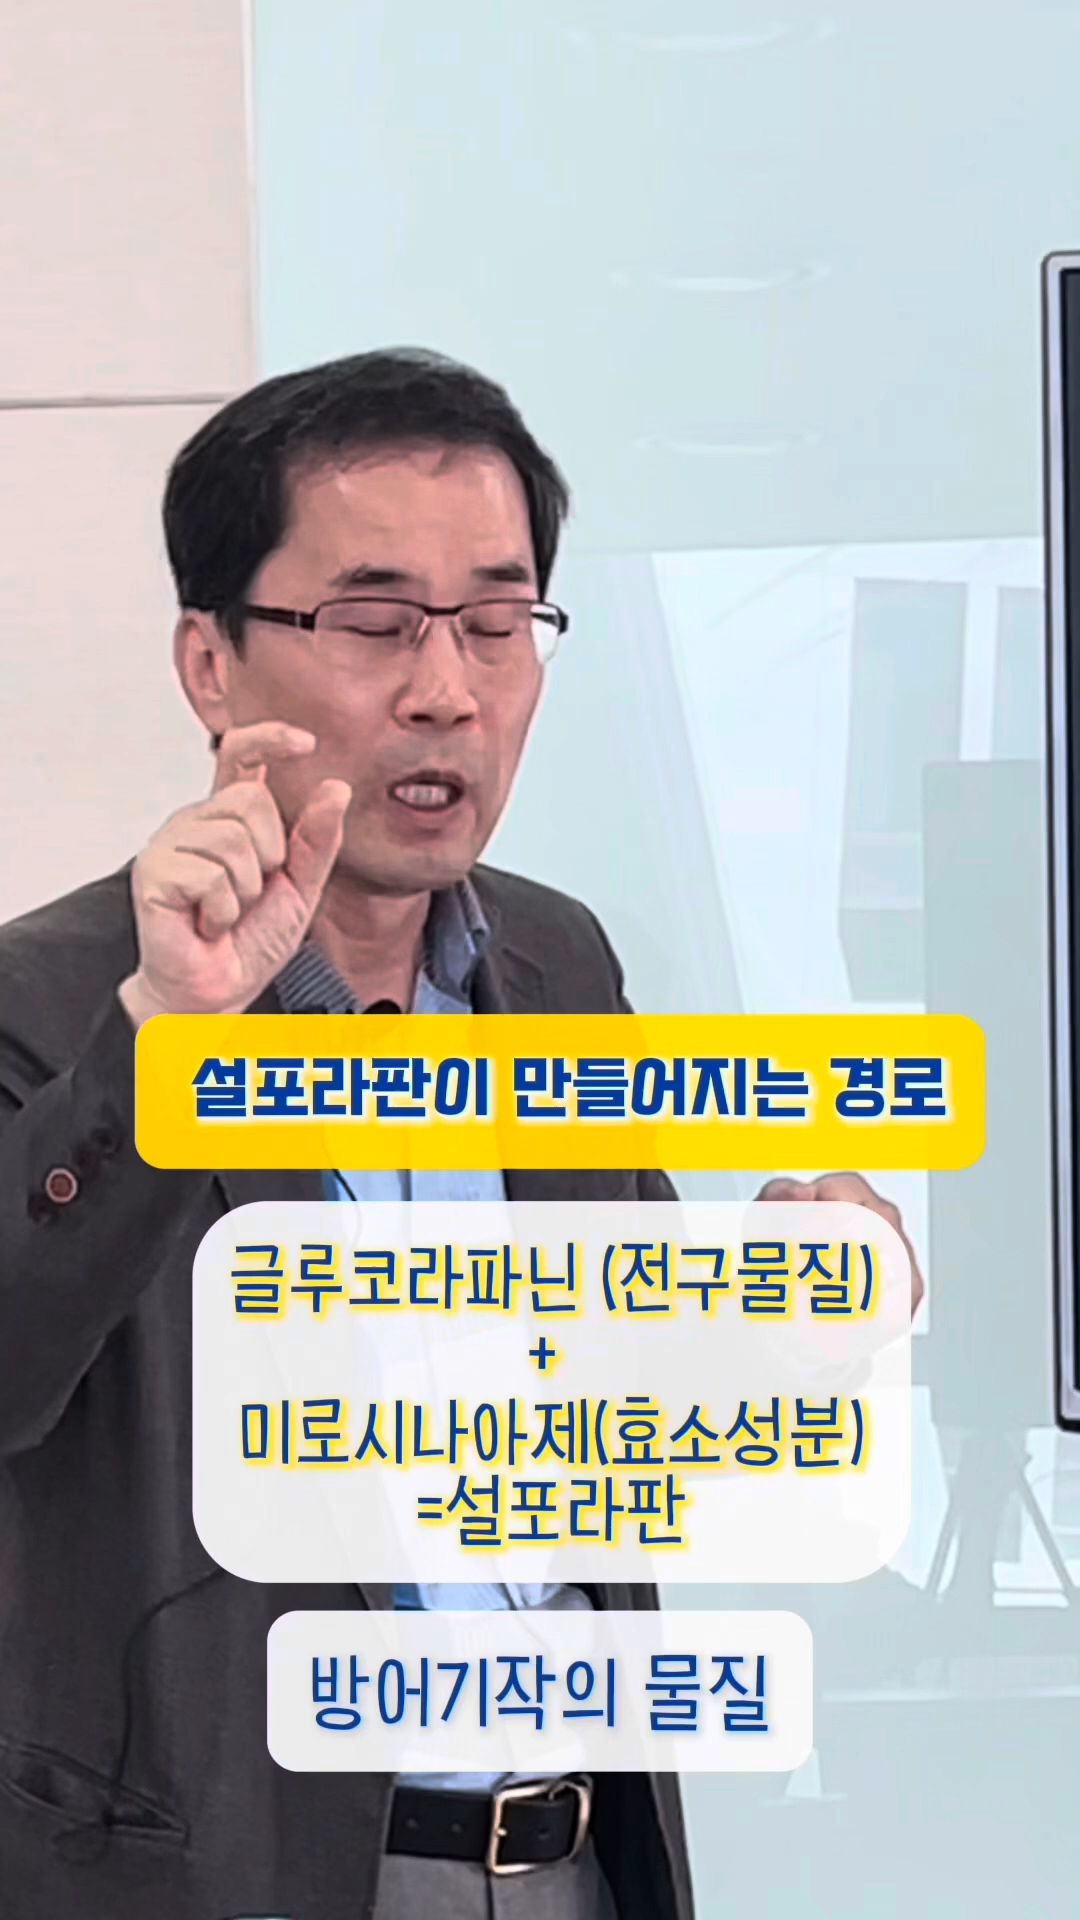 설포라판이 만들어지는 경로
글루코라파닌 (전구물질)
+
미로시나아제(효소성분)
=설포라판
방어기작의 물질